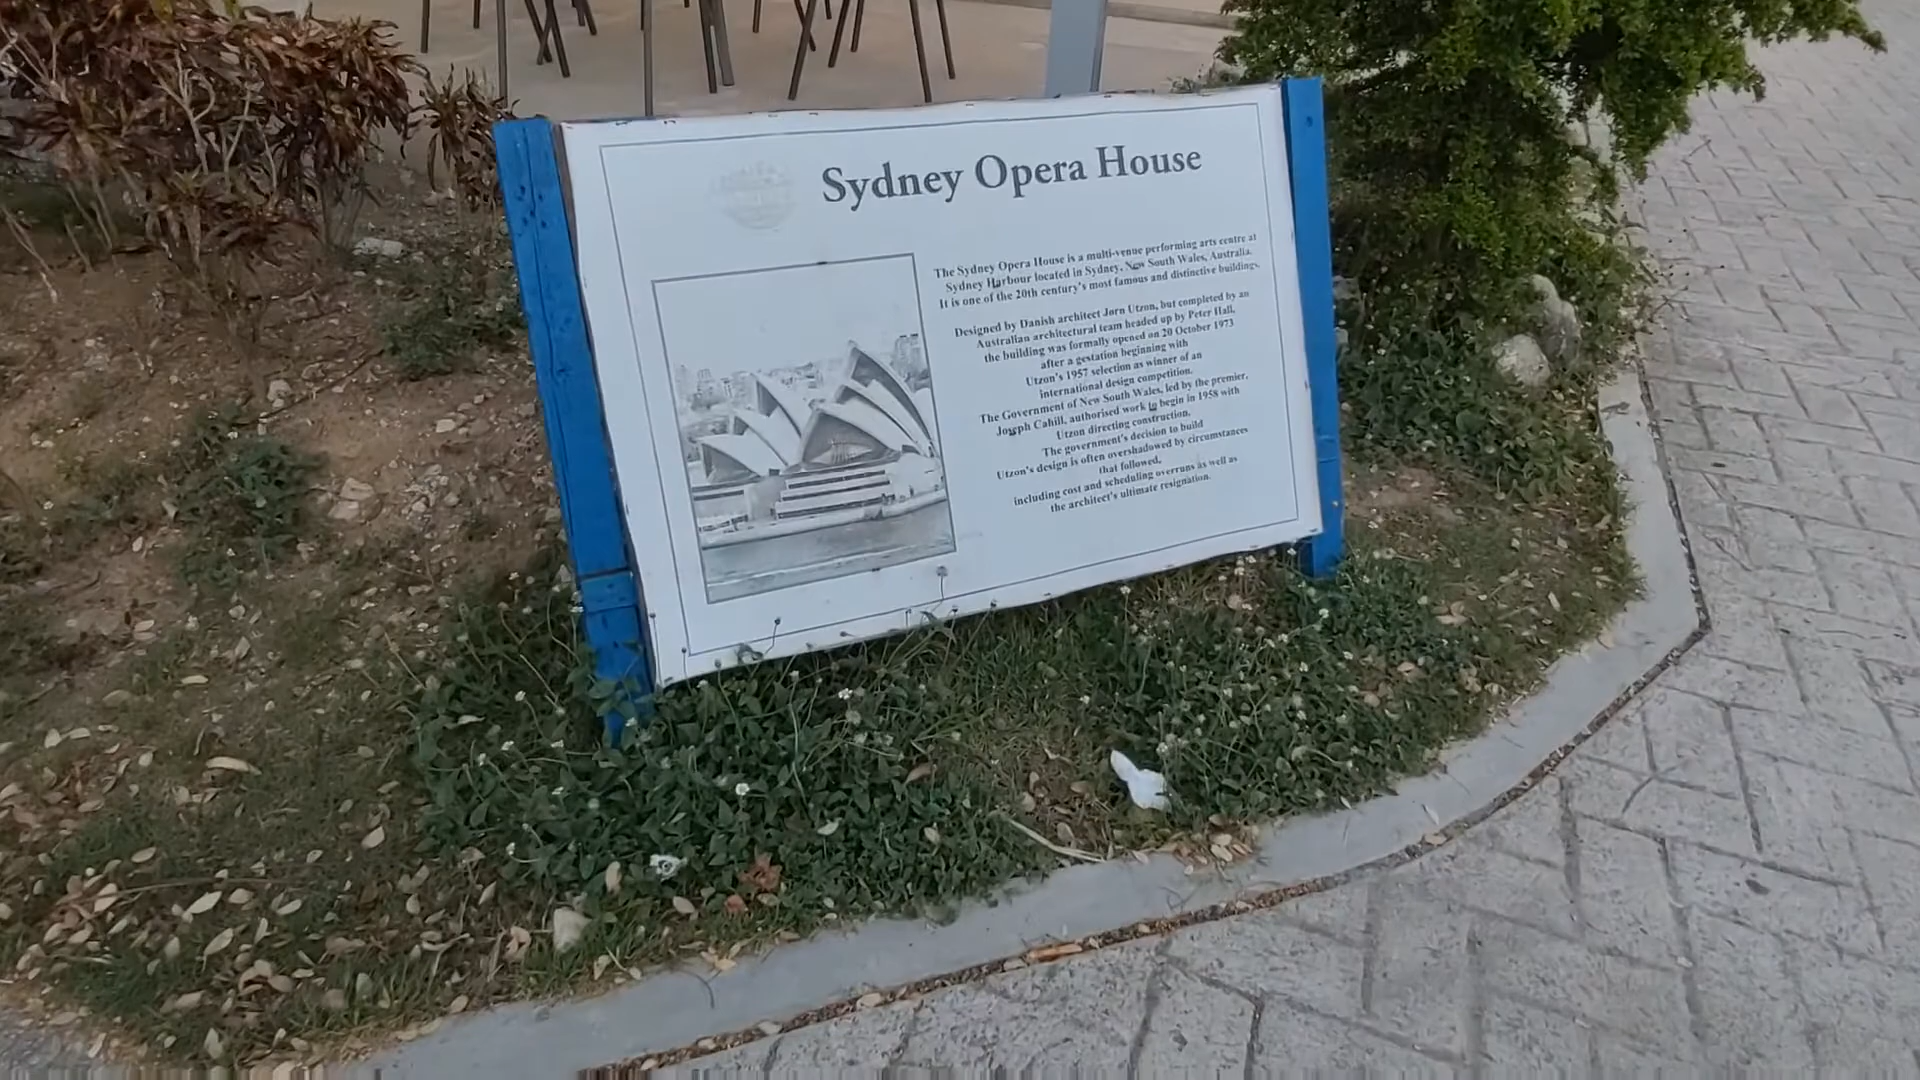 Sydney Opera House
The Sydney Opera House is a multi-venue performing arts centre at
Sydney Harbour located in Sydney, New South Wales, Australia.
It is one of the 20th century's most famous and distinctive buildings.
Designed by Danish architect Jørn Utzon, but completed by an
Australian architectural team headed up by Peter Hall,
the building was formally opened on 20 October 1973
after a gestation beginning with
Utzon's 1957 selection as winner of an
international design competition.
The Government of New South Wales, led by the premier,
Joseph Cahill, authorised work to begin in 1958 with
Utzon directing construction.
The government's decision to build
Utzon's design is often overshadowed by circumstances
that followed,
including cost and scheduling overruns as well as
the architect's ultimate resignation.